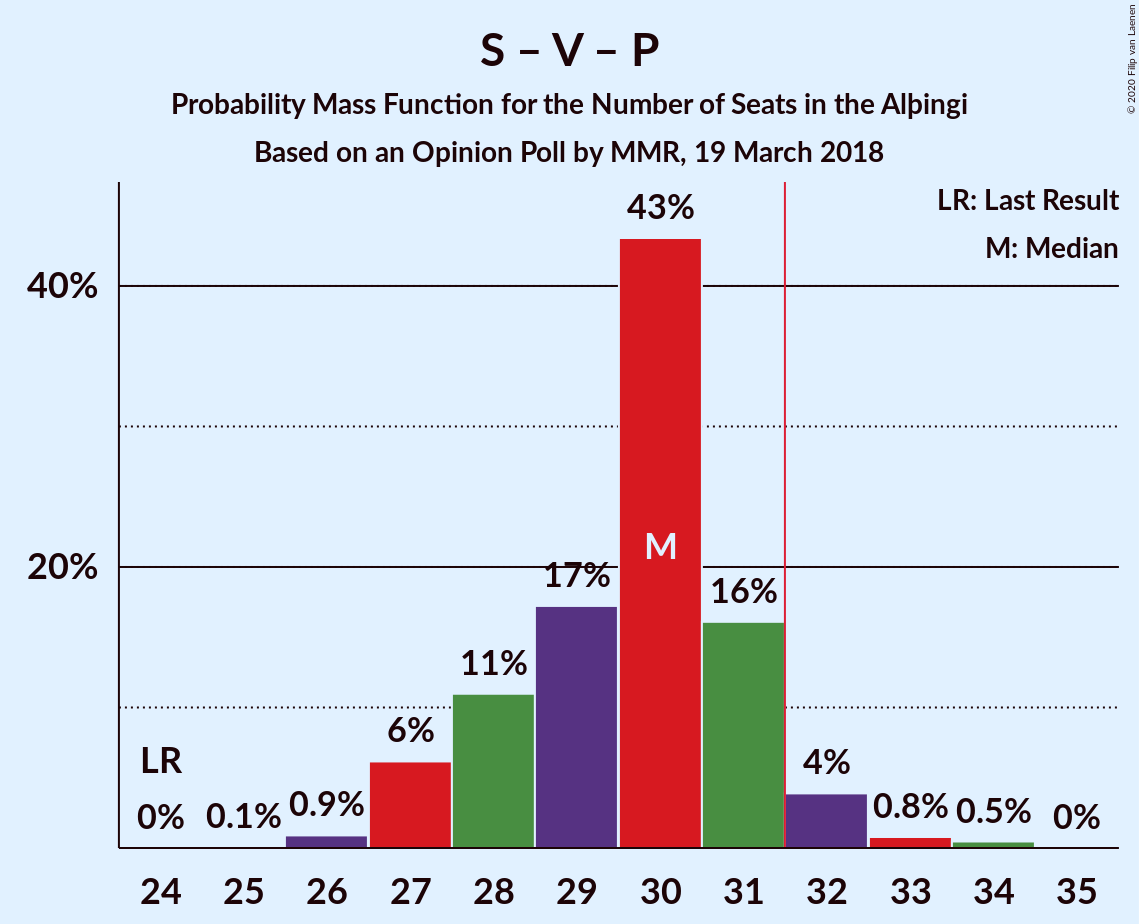 S – V – P
Probability Mass Function for the Number of Seats in the Alþingi
Based on an Opinion Poll by MMR, 19 March 2018
© 2020 Filip van Laenen
LR: Last Result
M: Median
43%
40%
M
20%
17%
16%
11%
6%
LR
4%
0%
0.1%
0.9%
0.8%
0.5%
0%
24 25 26 27 28 29 30 31 32 33 34 35